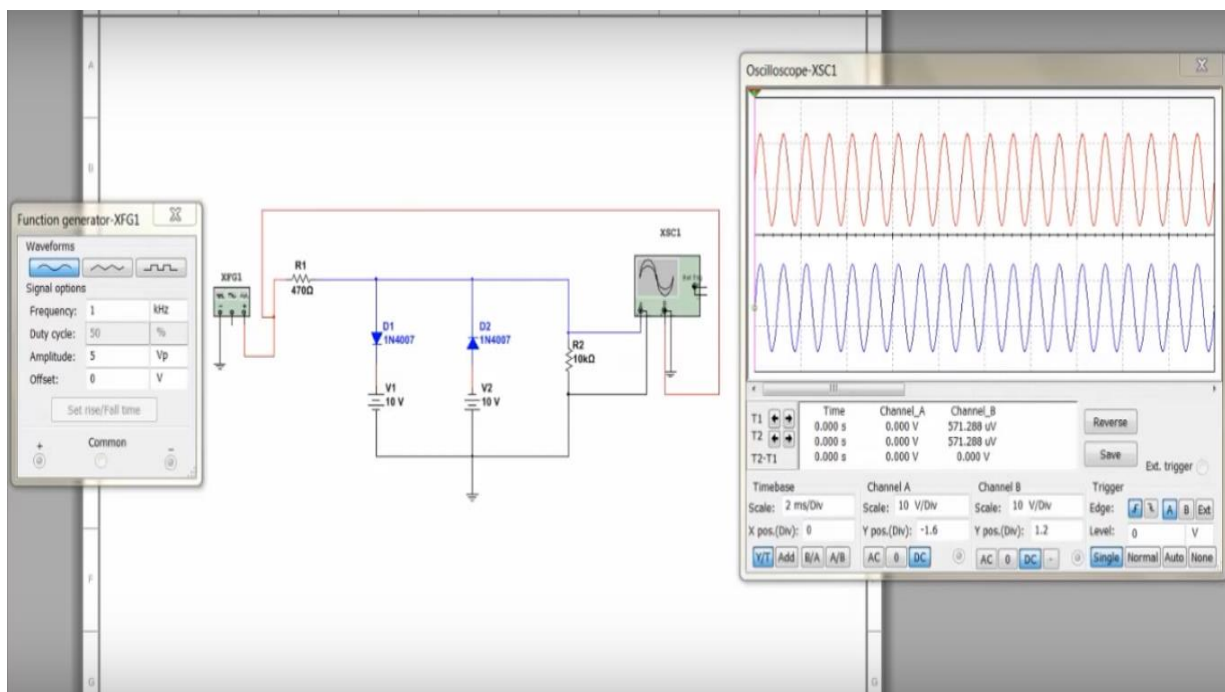 A
B
F
G
G
Function generator-XFG1
Waveforms
Signal options
Frequency: 1 kHz
Duty cycle: 50 %
Amplitude: 5 Vp
Offset: 0 V
Set rise/Fall time
+ Common -
XFG1
R1
470Ω
D1
1N4007
D2
1N4007
V1
10 V
V2
10 V
R2
10kΩ
XSC1
Ext Trig
Oscilloscope-XSC1
Time Channel_A Channel_B
T1 0.000 s 0.000 V 571.288 uV
T2 0.000 s 0.000 V 571.288 uV
T2-T1 0.000 s 0.000 V 0.000 V
Reverse
Save
Ext. trigger
Timebase
Scale: 2 ms/Div
X pos.(Div): 0
Y/T Add B/A A/B
Channel A
Scale: 10 V/Div
Y pos.(Div): -1.6
AC 0 DC
Channel B
Scale: 10 V/Div
Y pos.(Div): 1.2
AC 0 DC -
Trigger
Edge: A B Ext
Level: 0 V
Single Normal Auto None